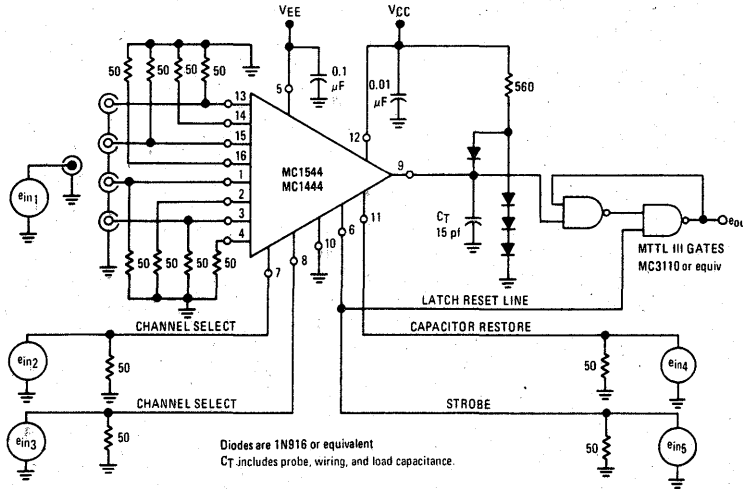 VEE
VCC
50
50
50
50
0.1
μF
0.01
μF
560
5
12
13
14
15
16
1
2
3
4
MC1544
MC1444
9
11
6
10
8
7
ein1
CT
15 pf
eou
MTTL III GATES
MC3110 or equiv
50
50
50
50
LATCH RESET LINE
CHANNEL SELECT
CAPACITOR RESTORE
ein2
50
50
ein4
CHANNEL SELECT
STROBE
ein3
50
50
ein5
Diodes are 1N916 or equivalent
CT includes probe, wiring, and load capacitance.